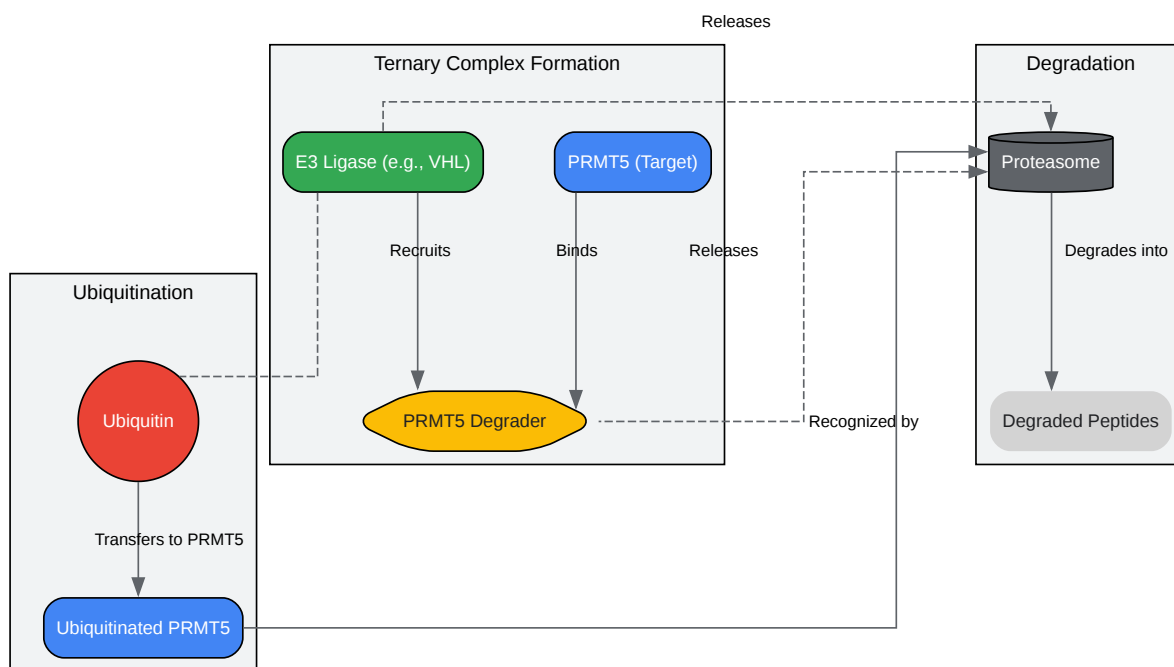 Releases
Ternary Complex Formation
Degradation
E3 Ligase (e.g., VHL)
PRMT5 (Target)
Proteasome
Recruits
Binds
Releases
Degrades into
Ubiquitination
Ubiquitin
PRMT5 Degrader
Recognized by
Degraded Peptides
Transfers to PRMT5
Ubiquitinated PRMT5